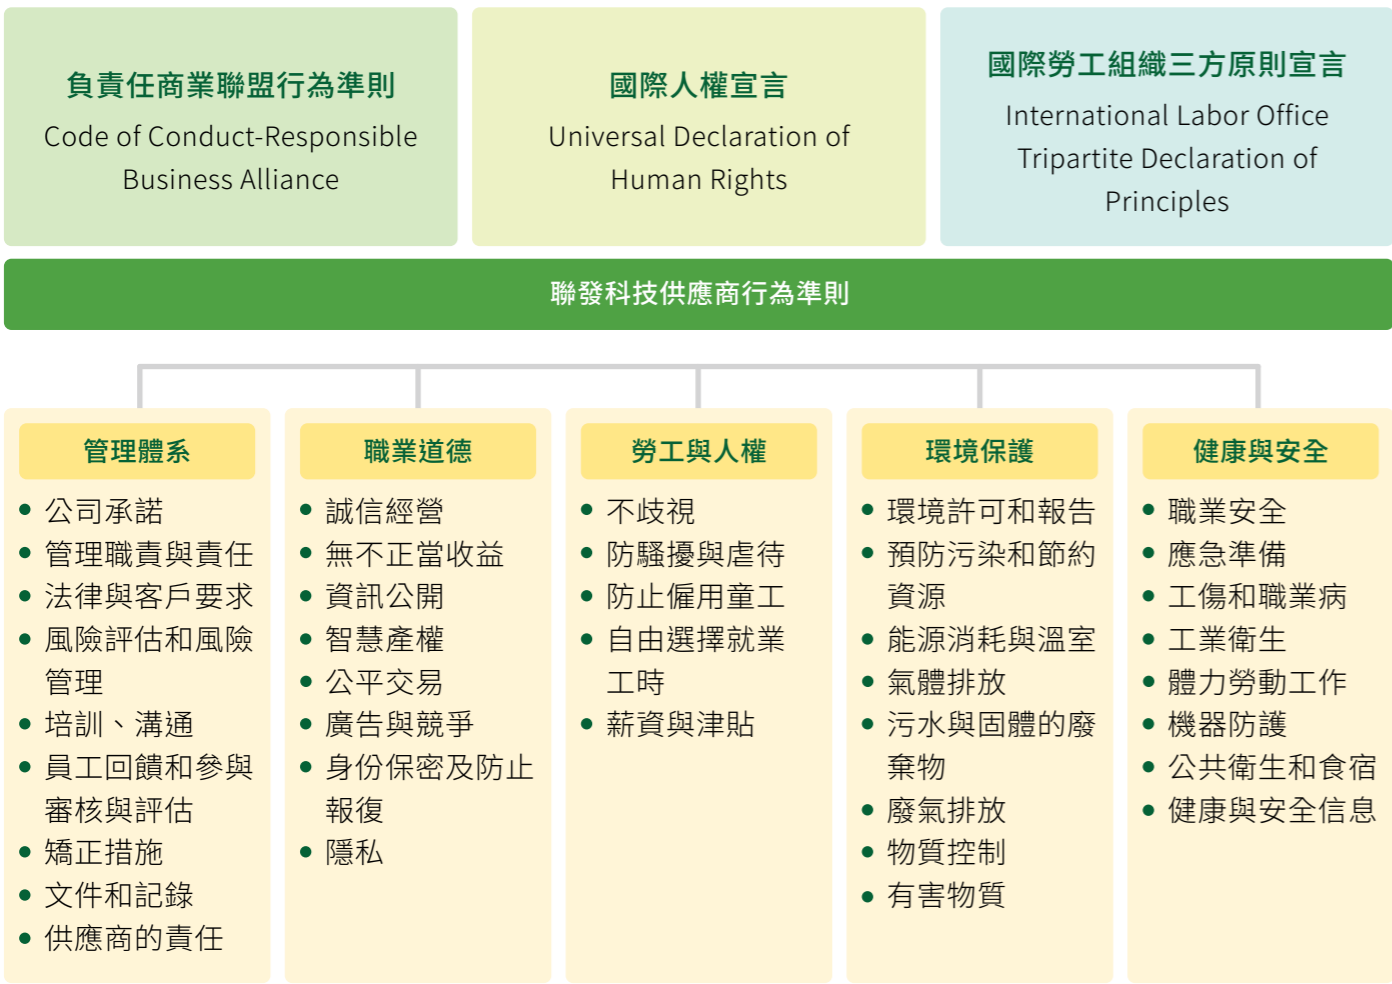 負責任商業聯盟行為準則
Code of Conduct-Responsible
Business Alliance
國際人權宣言
Universal Declaration of
Human Rights
國際勞工組織三方原則宣言
International Labor Office
Tripartite Declaration of
Principles
聯發科技供應商行為準則
管理體系
• 公司承諾
• 管理職責與責任
• 法律與客戶要求
• 風險評估和風險
管理
• 培訓、溝通
• 員工回饋和參與
審核與評估
• 矯正措施
• 文件和記錄
• 供應商的責任
職業道德
• 誠信經營
• 無不正當收益
• 資訊公開
• 智慧產權
• 公平交易
• 廣告與競爭
• 身份保密及防止
報復
• 隱私
勞工與人權
• 不歧視
• 防騷擾與虐待
• 防止僱用童工
• 自由選擇就業
工時
• 薪資與津貼
環境保護
• 環境許可和報告
• 預防污染和節約
資源
• 能源消耗與溫室
• 氣體排放
• 污水與固體的廢
棄物
• 廢氣排放
• 物質控制
• 有害物質
健康與安全
• 職業安全
• 應急準備
• 工傷和職業病
• 工業衛生
• 體力勞動工作
• 機器防護
• 公共衛生和食宿
• 健康與安全信息